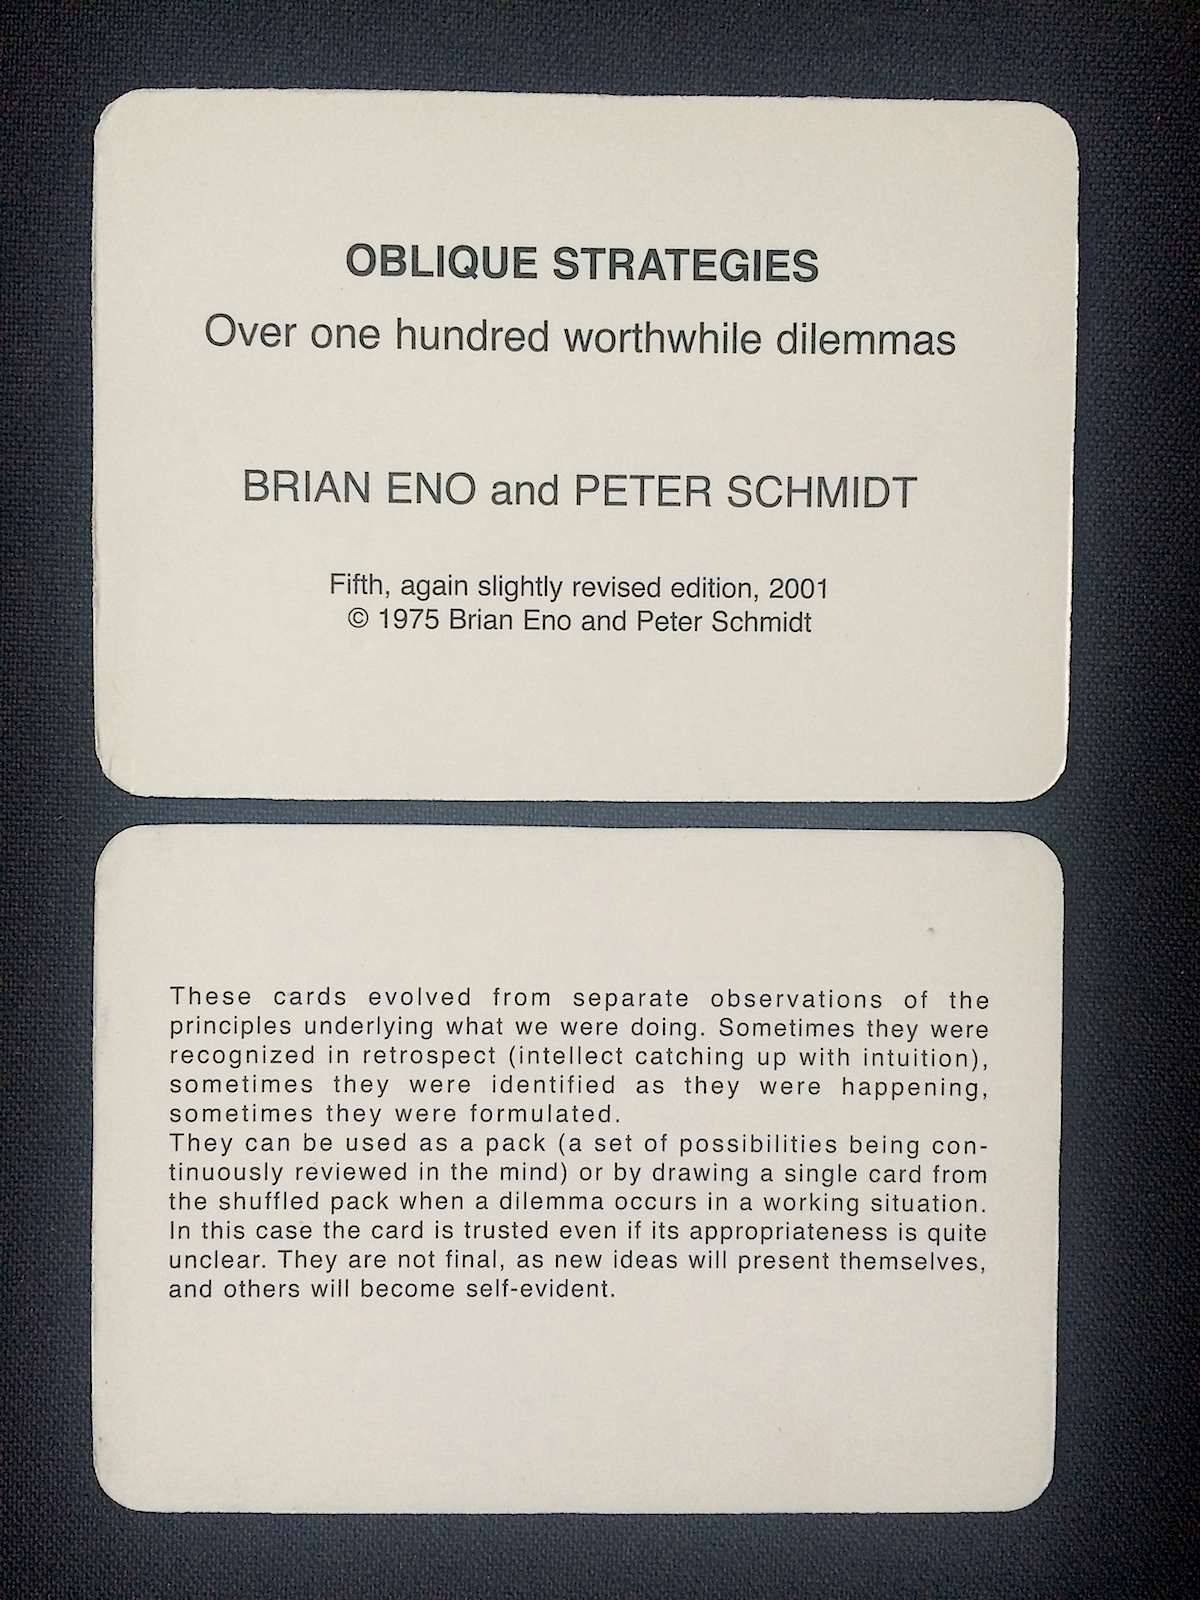 OBLIQUE STRATEGIES
Over one hundred worthwhile dilemmas
BRIAN ENO and PETER SCHMIDT
Fifth, again slightly revised edition, 2001
© 1975 Brian Eno and Peter Schmidt
These cards evolved from separate observations of the
principles underlying what we were doing. Sometimes they were
recognized in retrospect (intellect catching up with intuition),
sometimes they were identified as they were happening,
sometimes they were formulated.
They can be used as a pack (a set of possibilities being con-
tinuously reviewed in the mind) or by drawing a single card from
the shuffled pack when a dilemma occurs in a working situation.
In this case the card is trusted even if its appropriateness is quite
unclear. They are not final, as new ideas will present themselves,
and others will become self-evident.